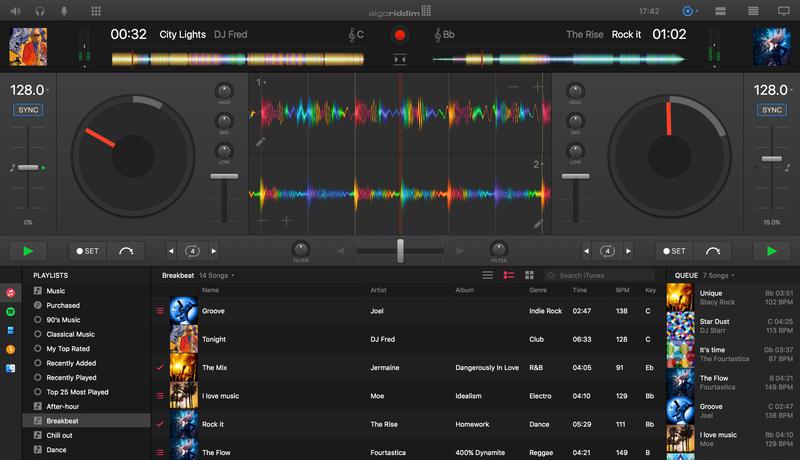 algoriddim
17:42
00:32 City Lights DJ Fred C
Bb The Rise Rock it 01:02
128.0
SYNC
0%
HIGH
MID
LOW
1
2
HIGH
MID
LOW
128.0
SYNC
15.0%
SET
4
FILTER
FILTER
4
SET
PLAYLISTS
Music
Purchased
90's Music
Classical Music
My Top Rated
Recently Added
Recently Played
Top 25 Most Played
After-hour
Breakbeat
Chill out
Dance
Breakbeat 14 Songs
Search iTunes
Name Artist Album Genre Time BPM Key
Groove Joel Indie Rock 02:47 138 C
Tonight DJ Fred Club 06:33 128 C
The Mix Jermaine Dangerously In Love R&B 04:05 91 Eb
I love music Moe Idealism Electro 04:10 129 Bb
Rock it The Rise Homework Dance 05:29 111 Bb
The Flow Fourtastica 400% Dynamite Reggae 04:21 149 A
QUEUE 7 Songs
Unique Bb 03:51
Stacy Rock 102 BPM
Star Dust C 04:25
DJ Starr 113 BPM
It's time Gb 03:37
The Fourtastica 87 BPM
The Flow A 04:21
Fourtastica 149 BPM
Groove C 02:47
Joel 138 BPM
I love music Bb 04:10
Moe 129 BPM